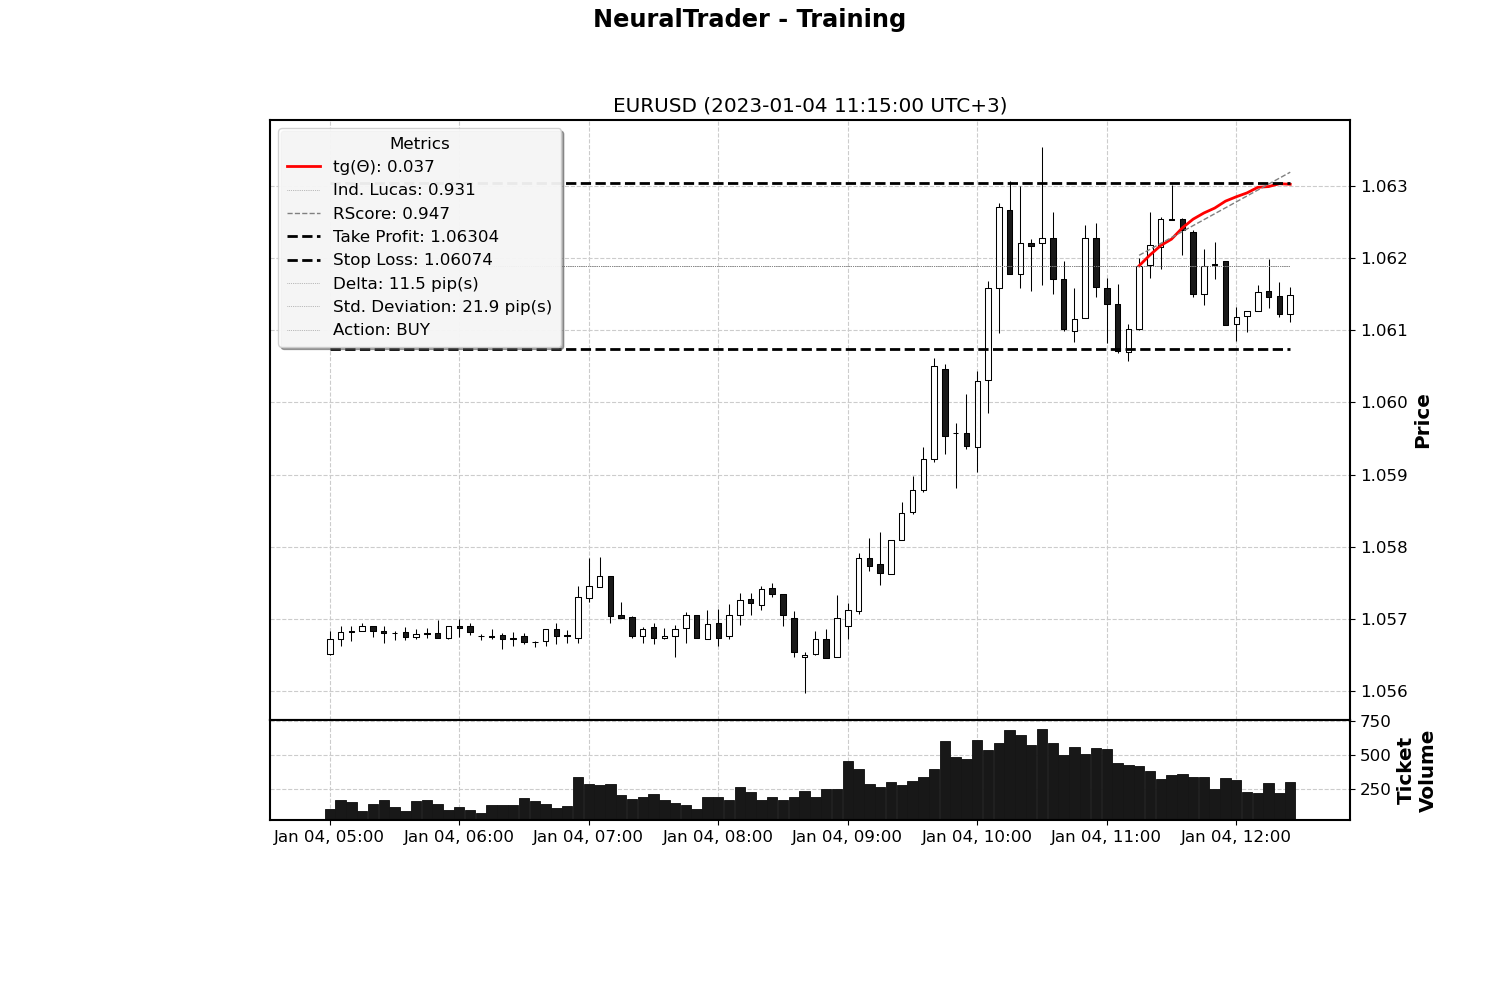 NeuralTrader - Training
EURUSD (2023-01-04 11:15:00 UTC+3)
Metrics
tg(Θ): 0.037
Ind. Lucas: 0.931
RScore: 0.947
Take Profit: 1.06304
Stop Loss: 1.06074
Delta: 11.5 pip(s)
Std. Deviation: 21.9 pip(s)
Action: BUY
1.063
1.062
1.061
1.060
1.059
1.058
1.057
1.056
Price
750
500
250
Ticket
Volume
Jan 04, 05:00 Jan 04, 06:00 Jan 04, 07:00 Jan 04, 08:00 Jan 04, 09:00 Jan 04, 10:00 Jan 04, 11:00 Jan 04, 12:00